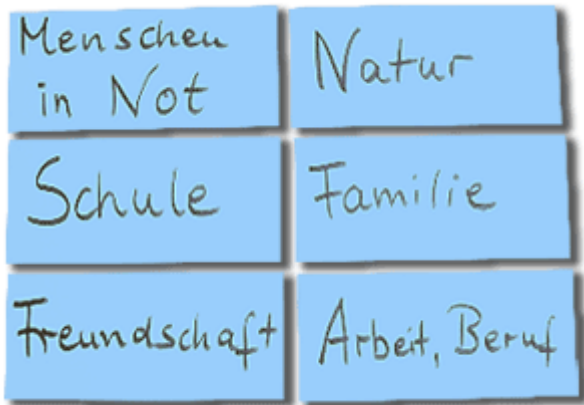 Menschen
in Not
Natur
Schule
Familie
Freundschaft
Arbeit, Beruf